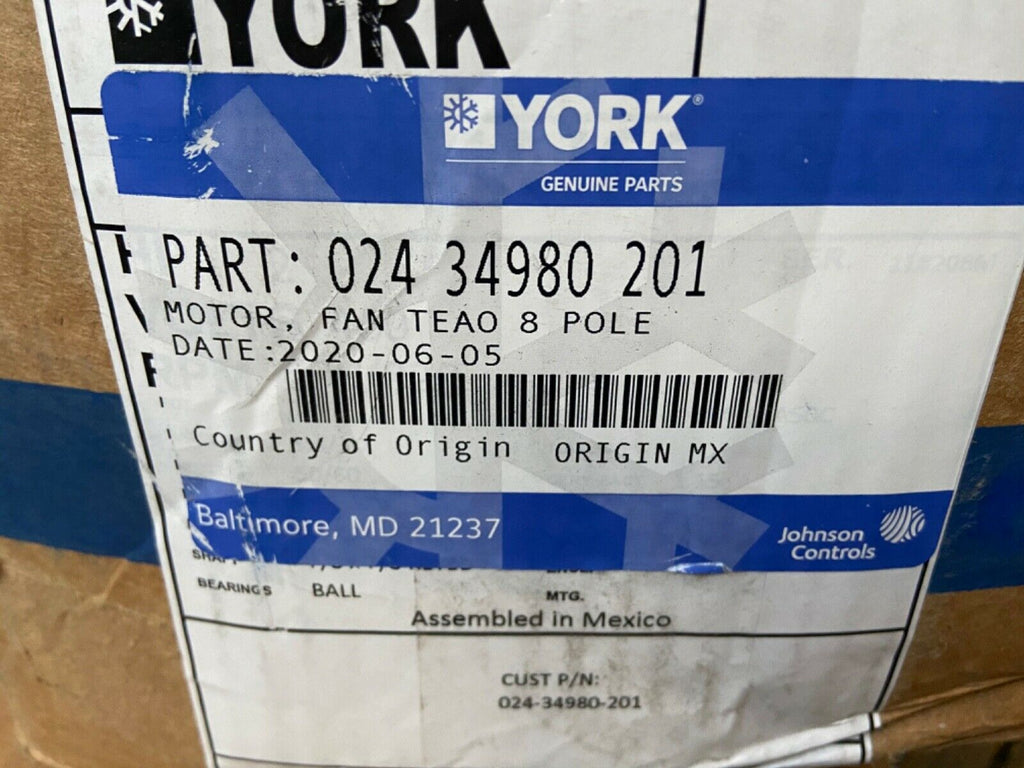 YORK
YORK®
GENUINE PARTS
PART: 024 34980 201
MOTOR, FAN TEAO 8 POLE
DATE:2020-06-05
Country of Origin ORIGIN MX
Baltimore, MD 21237
Johnson
Controls
BEARINGS BALL MTG.
Assembled in Mexico
CUST P/N:
024-34980-201